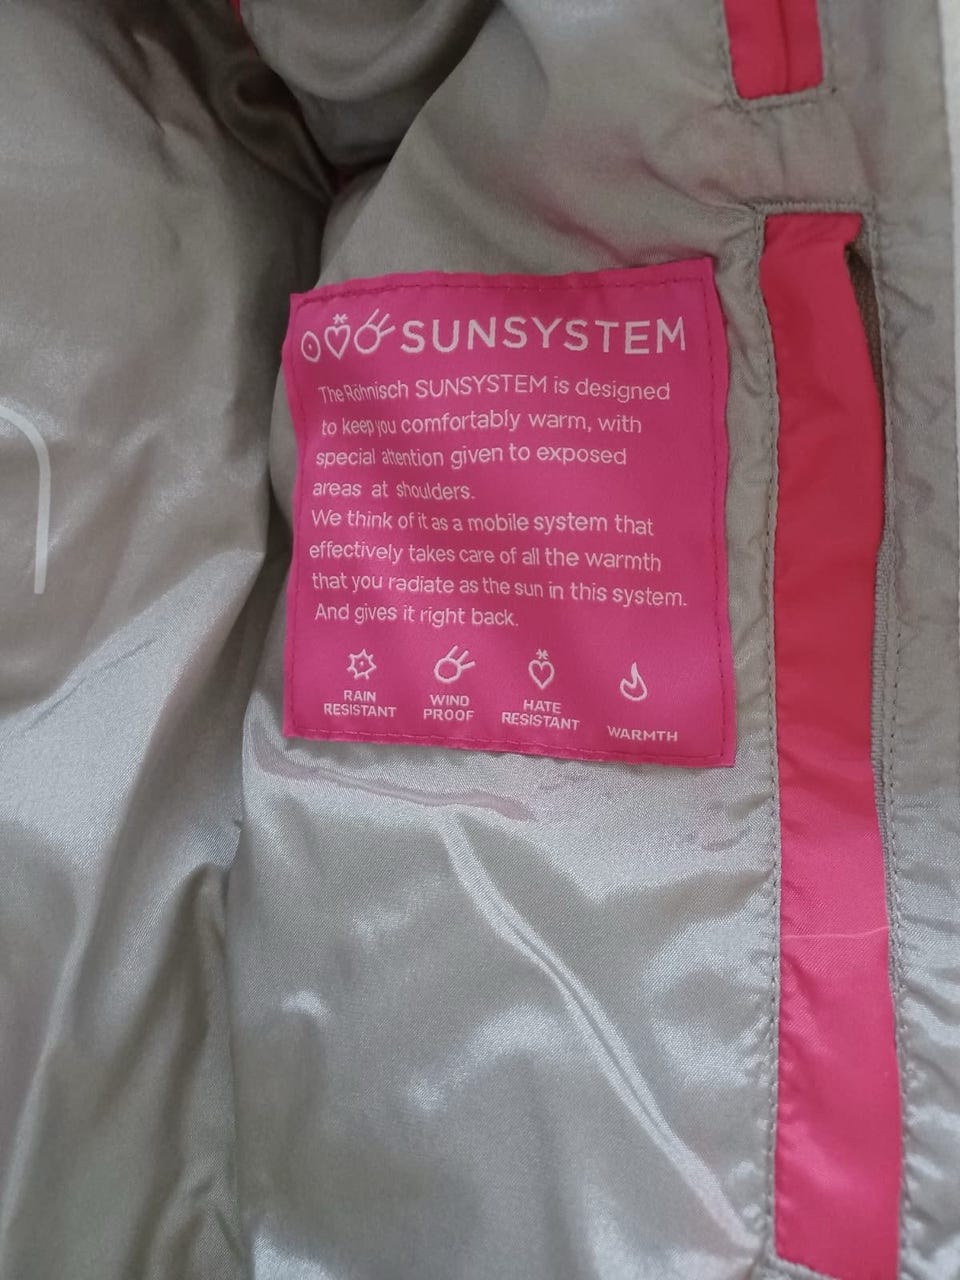 SUNSYSTEM
The Röhnisch SUNSYSTEM is designed
to keep you comfortably warm, with
special attention given to exposed
areas at shoulders.
We think of it as a mobile system that
effectively takes care of all the warmth
that you radiate as the sun in this system.
And gives it right back.
RAIN
RESISTANT
WIND
PROOF
HATE
RESISTANT
WARMTH